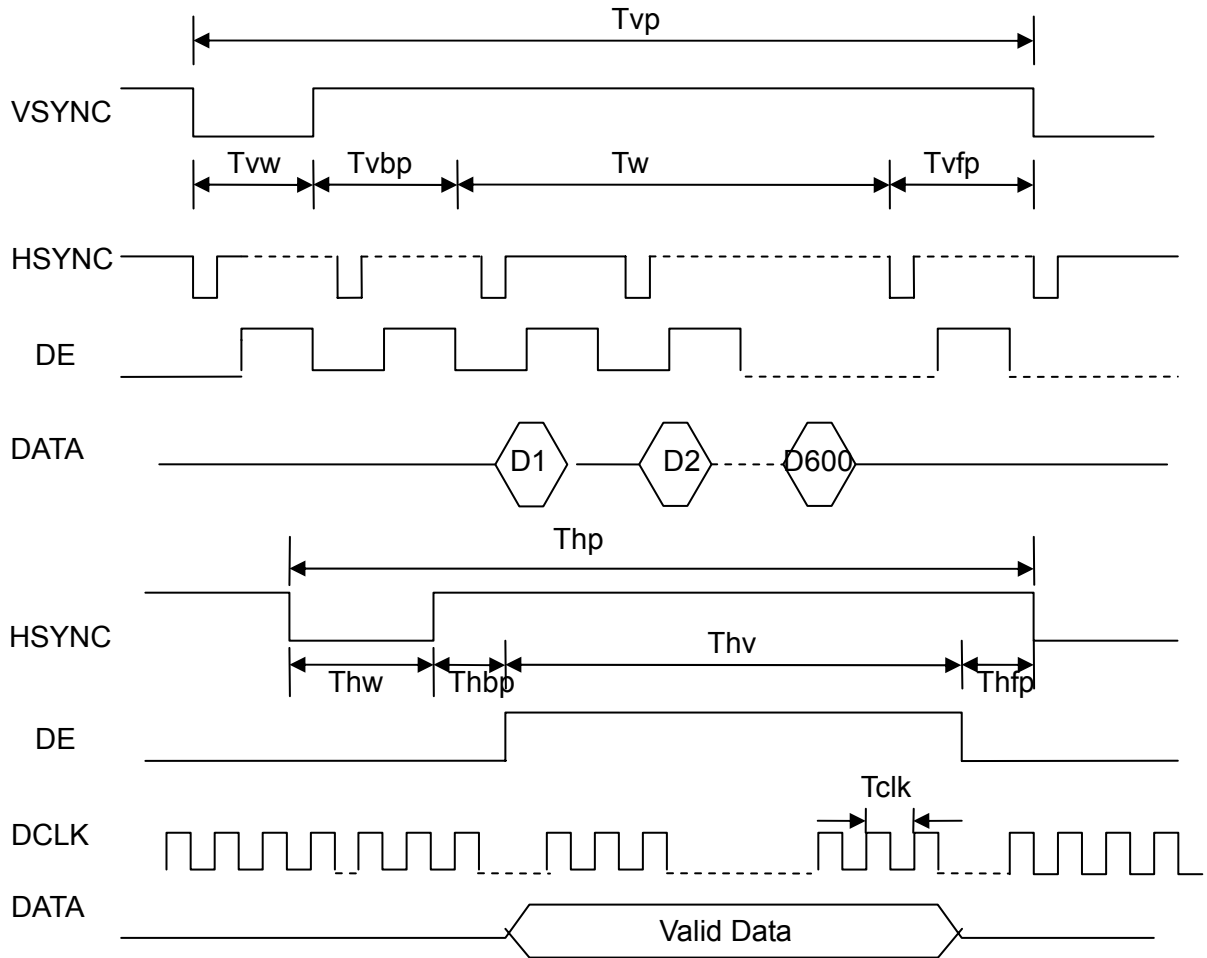 Tvp
VSYNC
Tvw Tvbp Tw Tvfp
HSYNC
DE
DATA
D1 D2 D600
Thp
HSYNC
Thv
Thw Thbp Thfp
DE
Tclk
DCLK
DATA
Valid Data